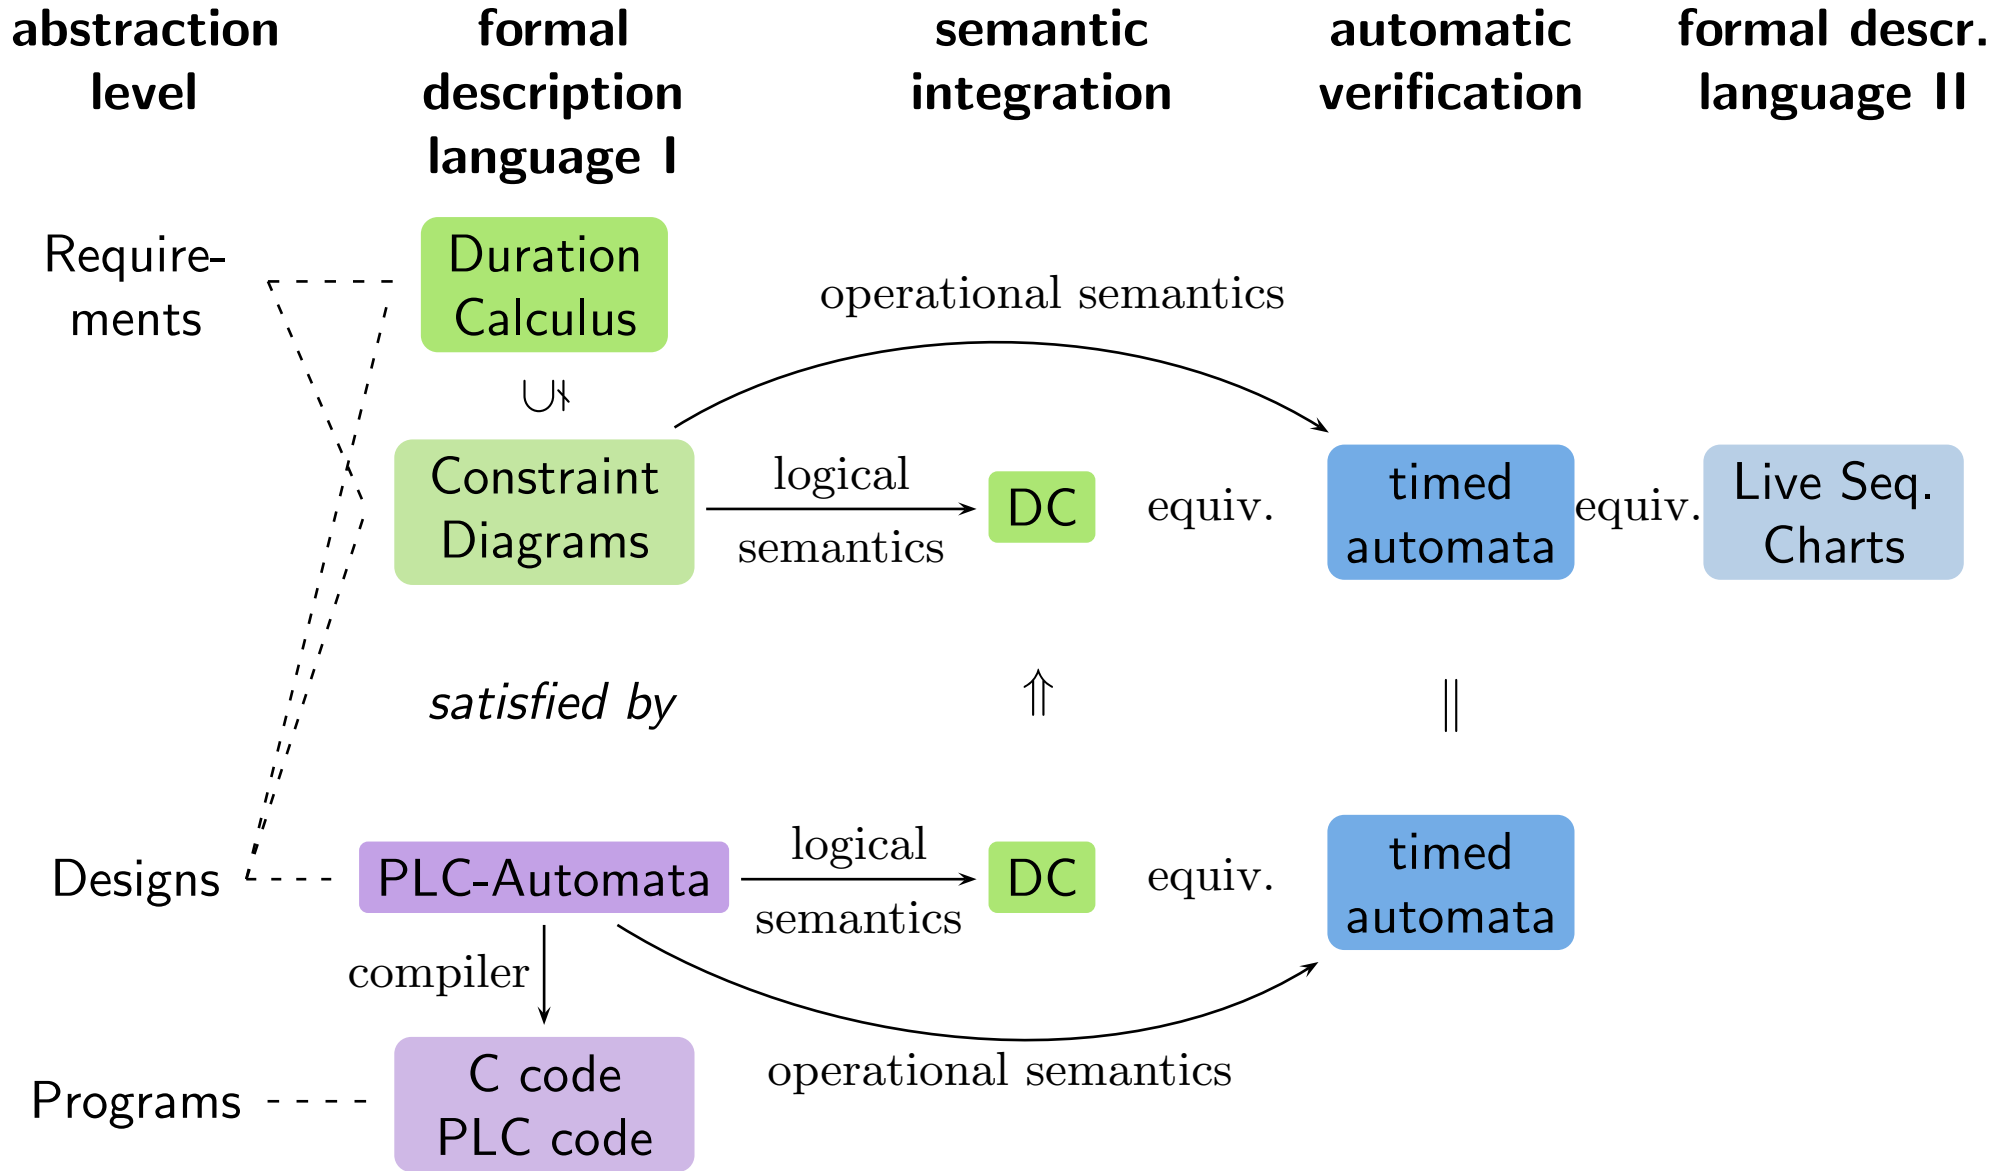 abstraction
level
formal
description
language I
semantic
integration
automatic
verification
formal descr.
language II
Require-
ments
Duration
Calculus
operational semantics
Constraint
Diagrams
logical
semantics
DC
equiv.
timed
automata
equiv.
Live Seq.
Charts
satisfied by
⇑
||
Designs
PLC-Automata
logical
semantics
DC
equiv.
timed
automata
compiler
operational semantics
Programs
C code
PLC code